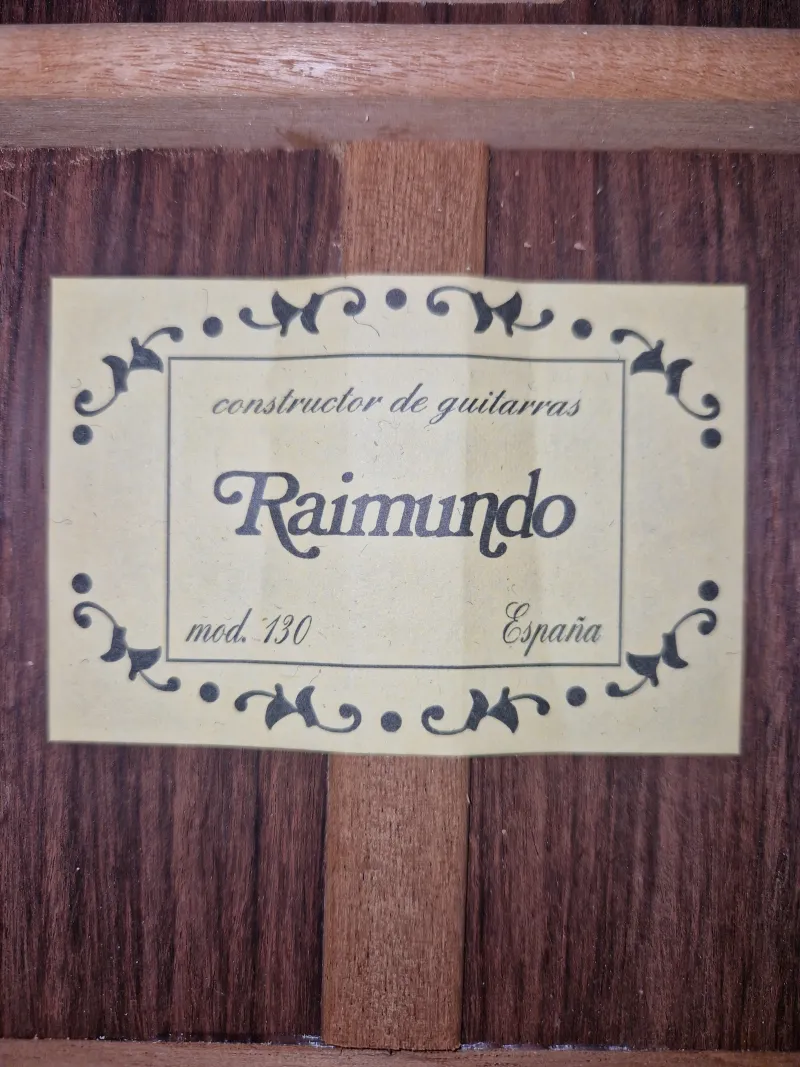 constructor de guitarras
Raimundo
mod. 130
España